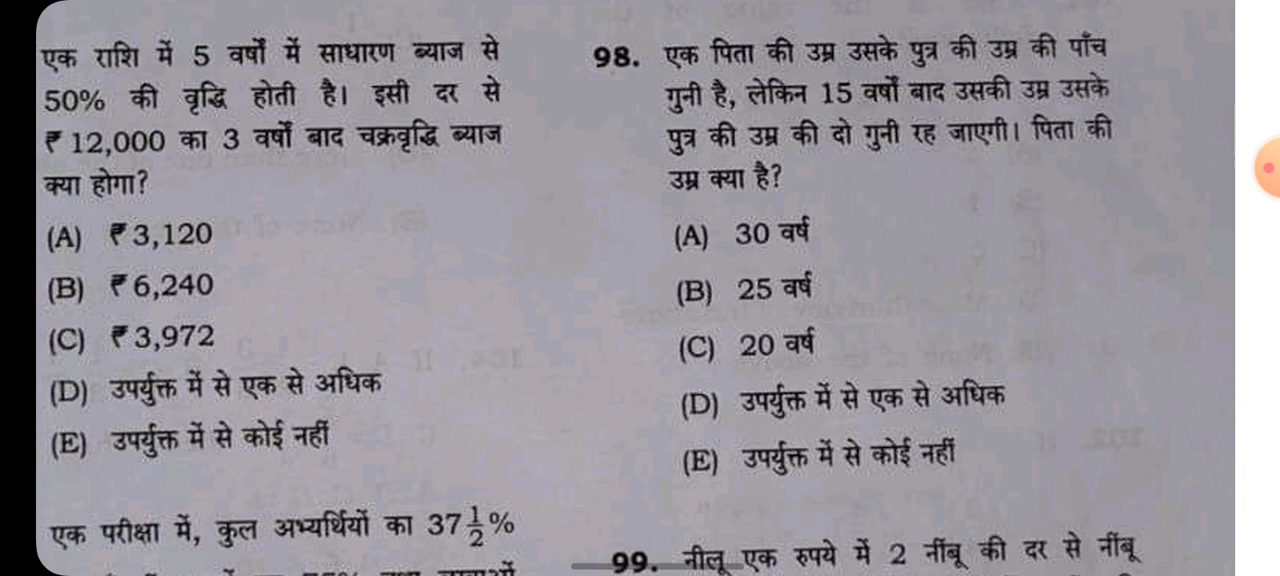 एक राशि में 5 वर्षों में साधारण ब्याज से
50% की वृद्धि होती है। इसी दर से
₹ 12,000 का 3 वर्षों बाद चक्रवृद्धि ब्याज
क्या होगा?
(A) ₹ 3,120
(B) ₹ 6,240
(C) ₹ 3,972
(D) उपर्युक्त में से एक से अधिक
(E) उपर्युक्त में से कोई नहीं
एक परीक्षा में, कुल अभ्यर्थियों का 37 1/2%
98. एक पिता की उम्र उसके पुत्र की उम्र की पाँच
गुनी है, लेकिन 15 वर्षों बाद उसकी उम्र उसके
पुत्र की उम्र की दो गुनी रह जाएगी। पिता की
उम्र क्या है?
(A) 30 वर्ष
(B) 25 वर्ष
(C) 20 वर्ष
(D) उपर्युक्त में से एक से अधिक
(E) उपर्युक्त में से कोई नहीं
99. नीलू एक रुपये में 2 नींबू की दर से नींबू